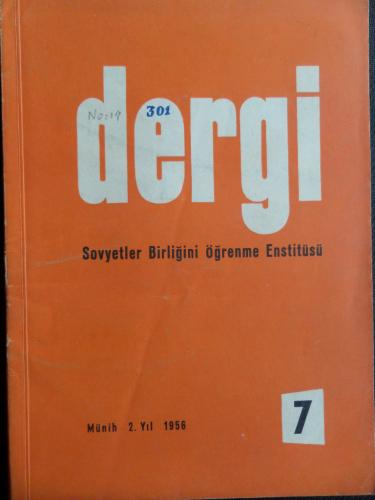 No:19
301
dergi
Sovyetler Birliğini Öğrenme Enstitüsü
Münih 2. Yıl 1956
7